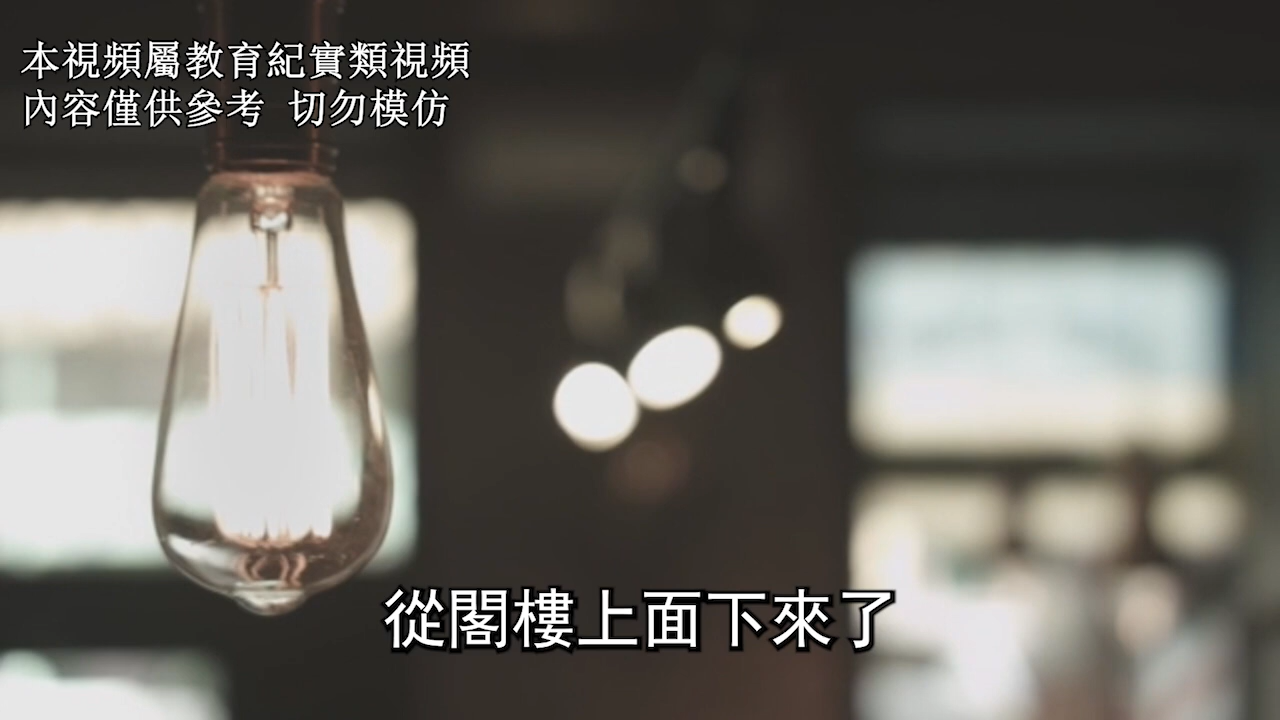 本視頻屬教育紀實類視頻
內容僅供參考 切勿模仿
從閣樓上面下來了